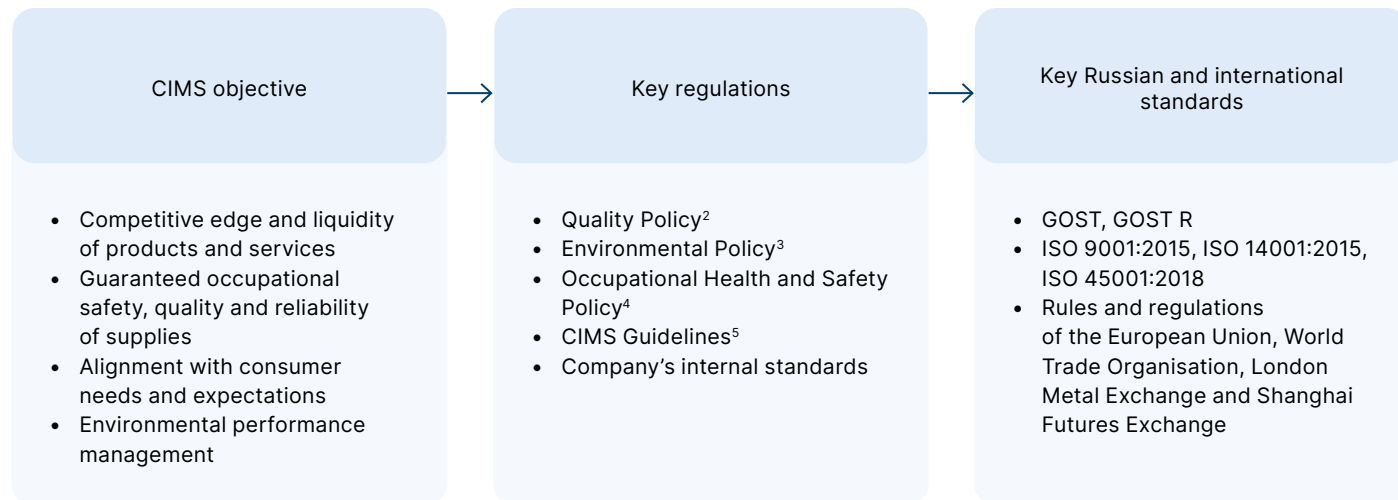 CIMS objective
Competitive edge and liquidity
of products and services
Guaranteed occupational
safety, quality and reliability
of supplies
Alignment with consumer
needs and expectations
Environmental performance
management
Key regulations
Quality Policy²
Environmental Policy³
Occupational Health and Safety
Policy⁴
CIMS Guidelines⁵
Company’s internal standards
Key Russian and international
standards
GOST, GOST R
ISO 9001:2015, ISO 14001:2015,
ISO 45001:2018
Rules and regulations
of the European Union, World
Trade Organisation, London
Metal Exchange and Shanghai
Futures Exchange